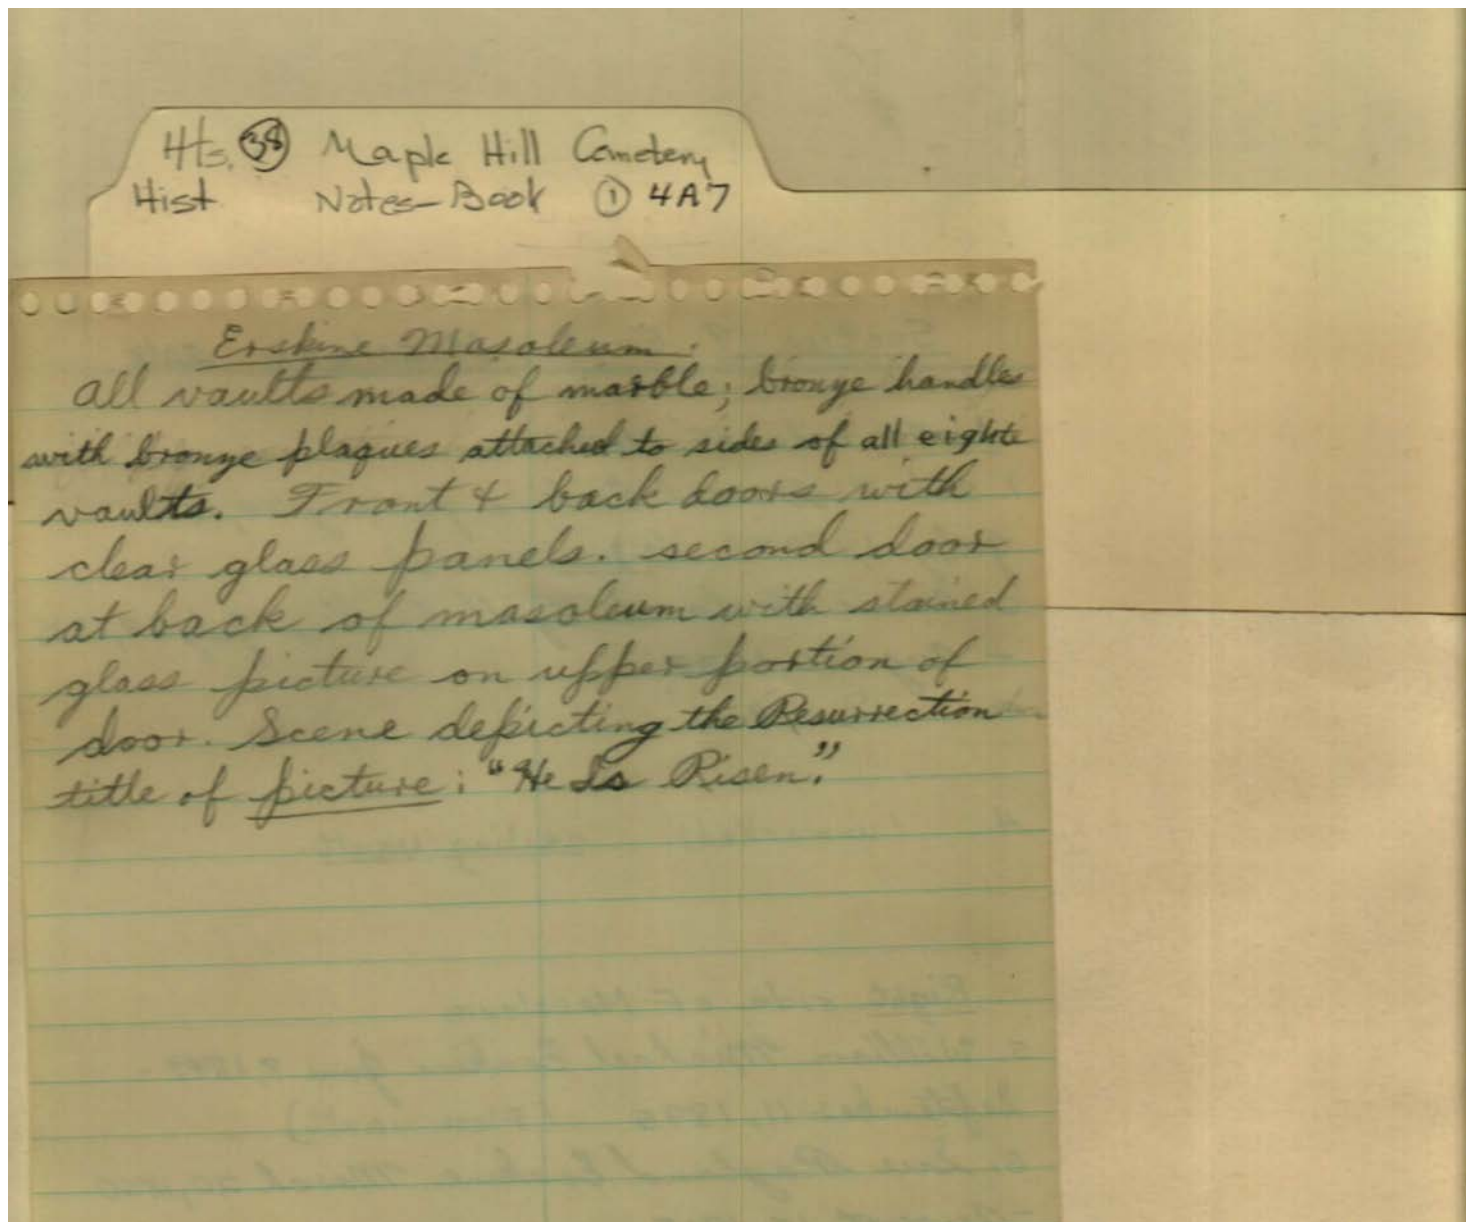 Hts. 38 Maple Hill Cemetery
Hist Notes-Book 1 4A7
Erskine Masoleum.
All vaults made of marble; bronze handles
with bronze plaques attached to sides of all eight
vaults. Front & back doors with
clear glass panels. second door
at back of masoleum with stained
glass picture on upper portion of
door. Scene depicting the Resurrection
title of picture: "He Is Risen."